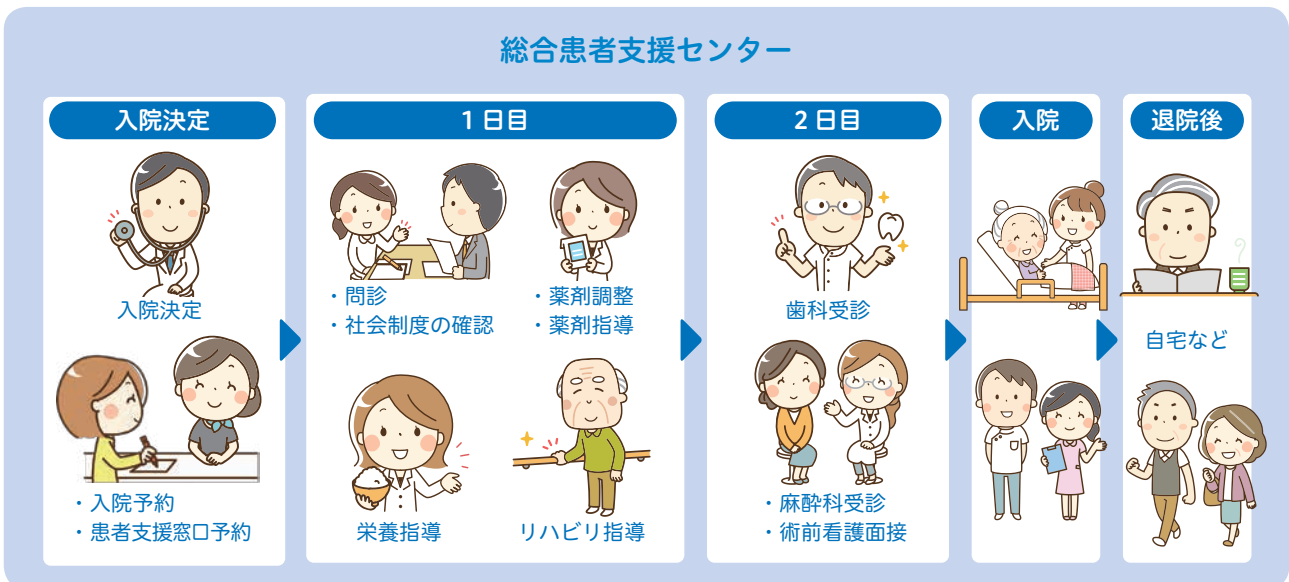 総合患者支援センター
入院決定
入院決定
・入院予約
・患者支援窓口予約
1日目
・問診
・社会制度の確認
・薬剤調整
・薬剤指導
栄養指導
リハビリ指導
2日目
歯科受診
・麻酔科受診
・術前看護面接
入院
退院後
自宅など